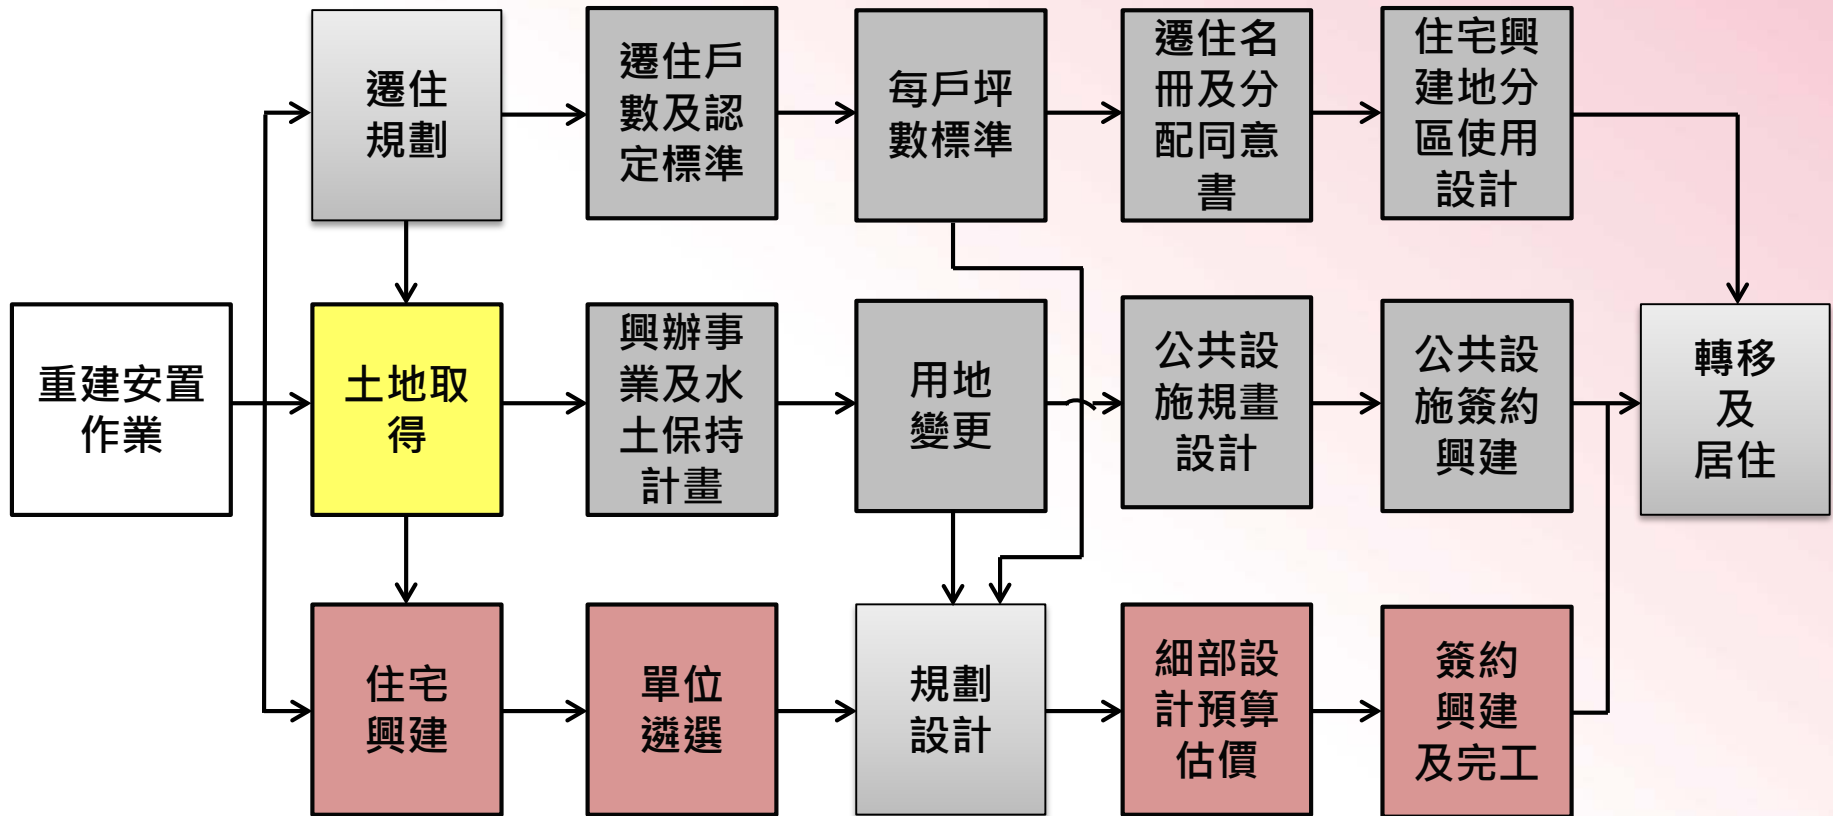 遷住
規劃
遷住戶
數及認
定標準
每戶坪
數標準
遷住名
冊及分
配同意
書
住宅興
建地分
區使用
設計
重建安置
作業
土地取
得
興辦事
業及水
土保持
計畫
用地
變更
公共設
施規畫
設計
公共設
施簽約
興建
轉移
及
居住
住宅
興建
單位
遴選
規劃
設計
細部設
計預算
估價
簽約
興建
及完工